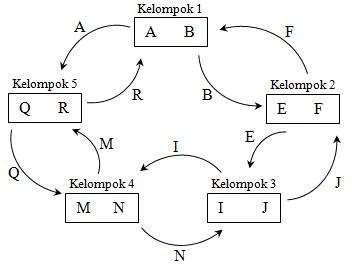 Kelompok 1
A B
A
F
Kelompok 5
Q R
R
B
Kelompok 2
E F
Q
M
I
E
J
Kelompok 4
M N
Kelompok 3
I J
N